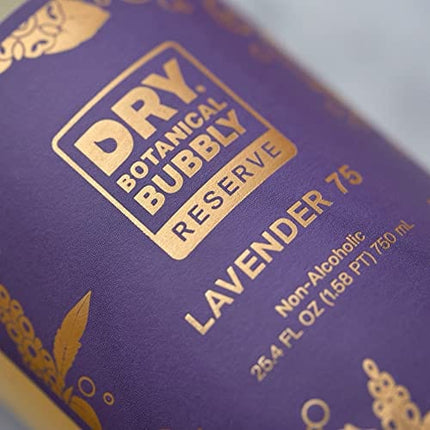 DRY.
BOTANICAL
BUBBLY
RESERVE
LAVENDER 75
Non-Alcoholic
25.4 FL OZ (1.58 PT) 750 mL